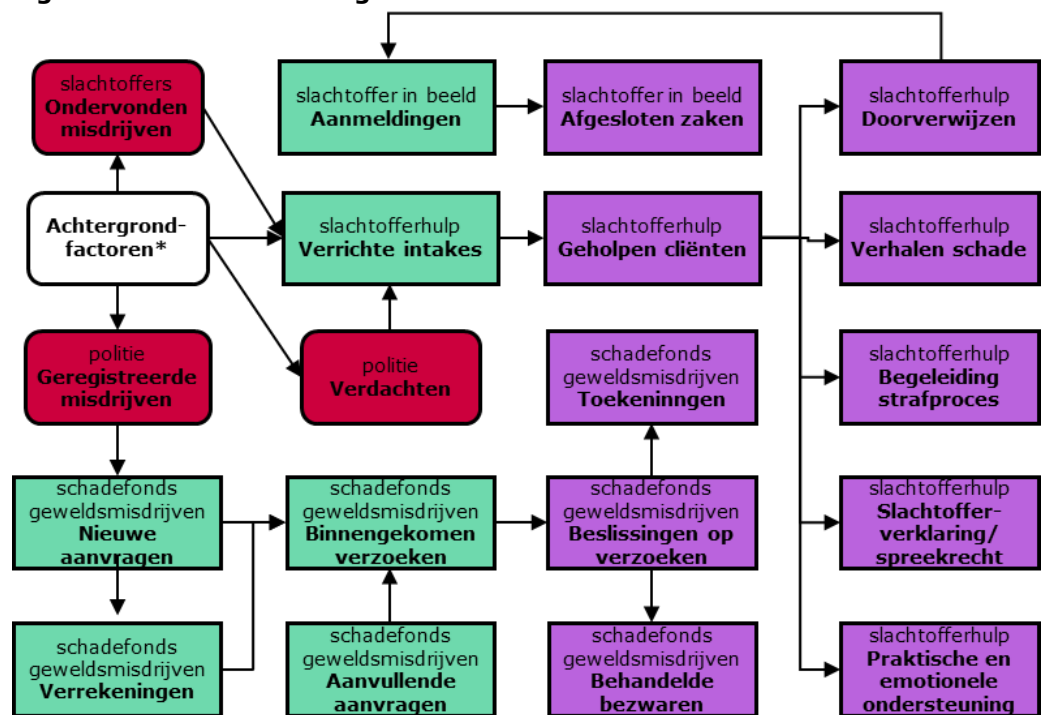 slachtoffers
Ondervonden
misdrijven
slachtoffer in beeld
Aanmeldingen
slachtoffer in beeld
Afgesloten zaken
slachtofferhulp
Doorverwijzen
Achtergrond-
factoren*
slachtofferhulp
Verrichte intakes
slachtofferhulp
Geholpen cliënten
slachtofferhulp
Verhalen schade
politie
Geregistreerde
misdrijven
politie
Verdachten
schadefonds
geweldsmisdrijven
Toekeninngen
slachtofferhulp
Begeleiding
strafproces
schadefonds
geweldsmisdrijven
Nieuwe
aanvragen
schadefonds
geweldsmisdrijven
Binnengekomen
verzoeken
schadefonds
geweldsmisdrijven
Beslissingen op
verzoeken
slachtofferhulp
Slachtoffer-
verklaring/
spreekrecht
schadefonds
geweldsmisdrijven
Verrekeningen
schadefonds
geweldsmisdrijven
Aanvullende
aanvragen
schadefonds
geweldsmisdrijven
Behandelde
bezwaren
slachtofferhulp
Praktische en
emotionele
ondersteuning